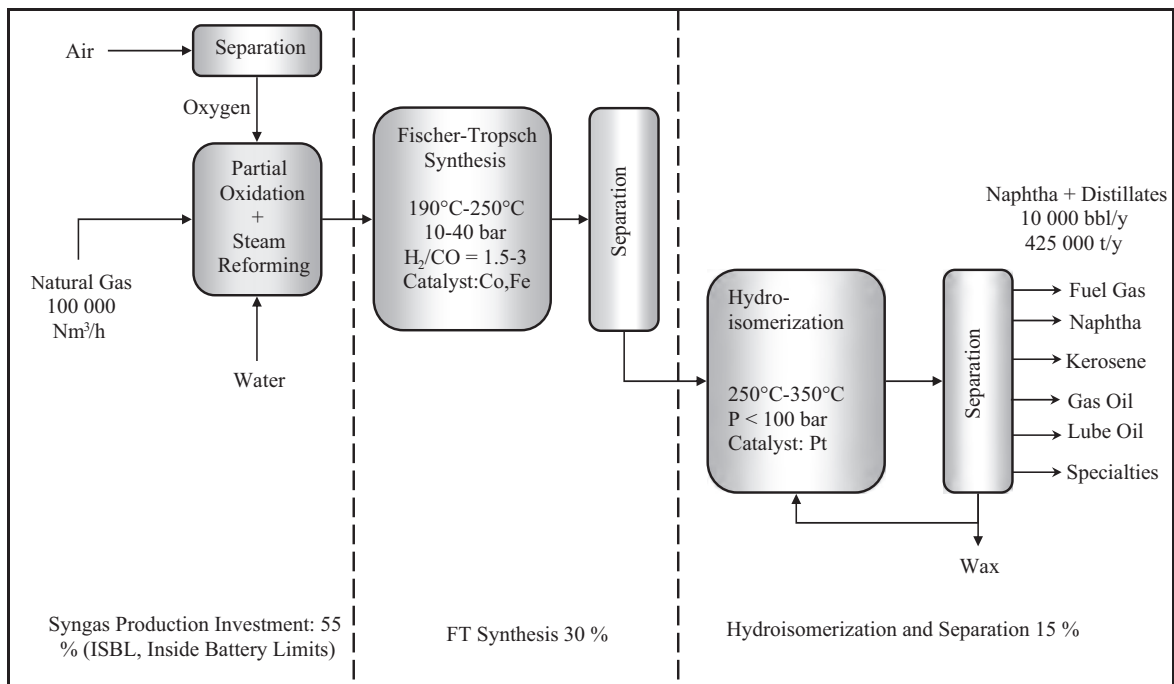 Air
Separation
Oxygen
Partial
Oxidation
+
Steam
Reforming
Natural Gas
100 000
Nm³/h
Water
Syngas Production Investment: 55
% (ISBL, Inside Battery Limits)
Fischer-Tropsch
Synthesis
190°C-250°C
10-40 bar
H₂/CO = 1.5-3
Catalyst:Co,Fe
Separation
FT Synthesis 30 %
Hydro-
isomerization
250°C-350°C
P < 100 bar
Catalyst: Pt
Separation
Naphtha + Distillates
10 000 bbl/y
425 000 t/y
Fuel Gas
Naphtha
Kerosene
Gas Oil
Lube Oil
Specialties
Wax
Hydroisomerization and Separation 15 %